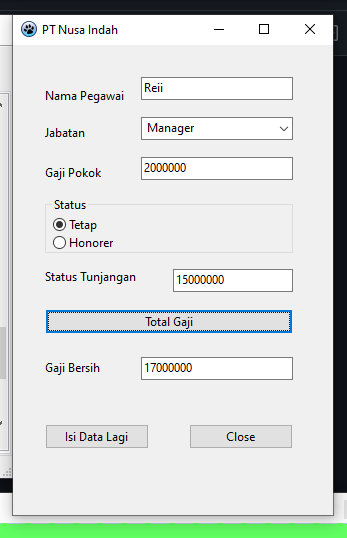 PT Nusa Indah
Nama Pegawai Reii
Jabatan Manager
Gaji Pokok 2000000
Status
Tetap
Honorer
Status Tunjangan 15000000
Total Gaji
Gaji Bersih 17000000
Isi Data Lagi Close